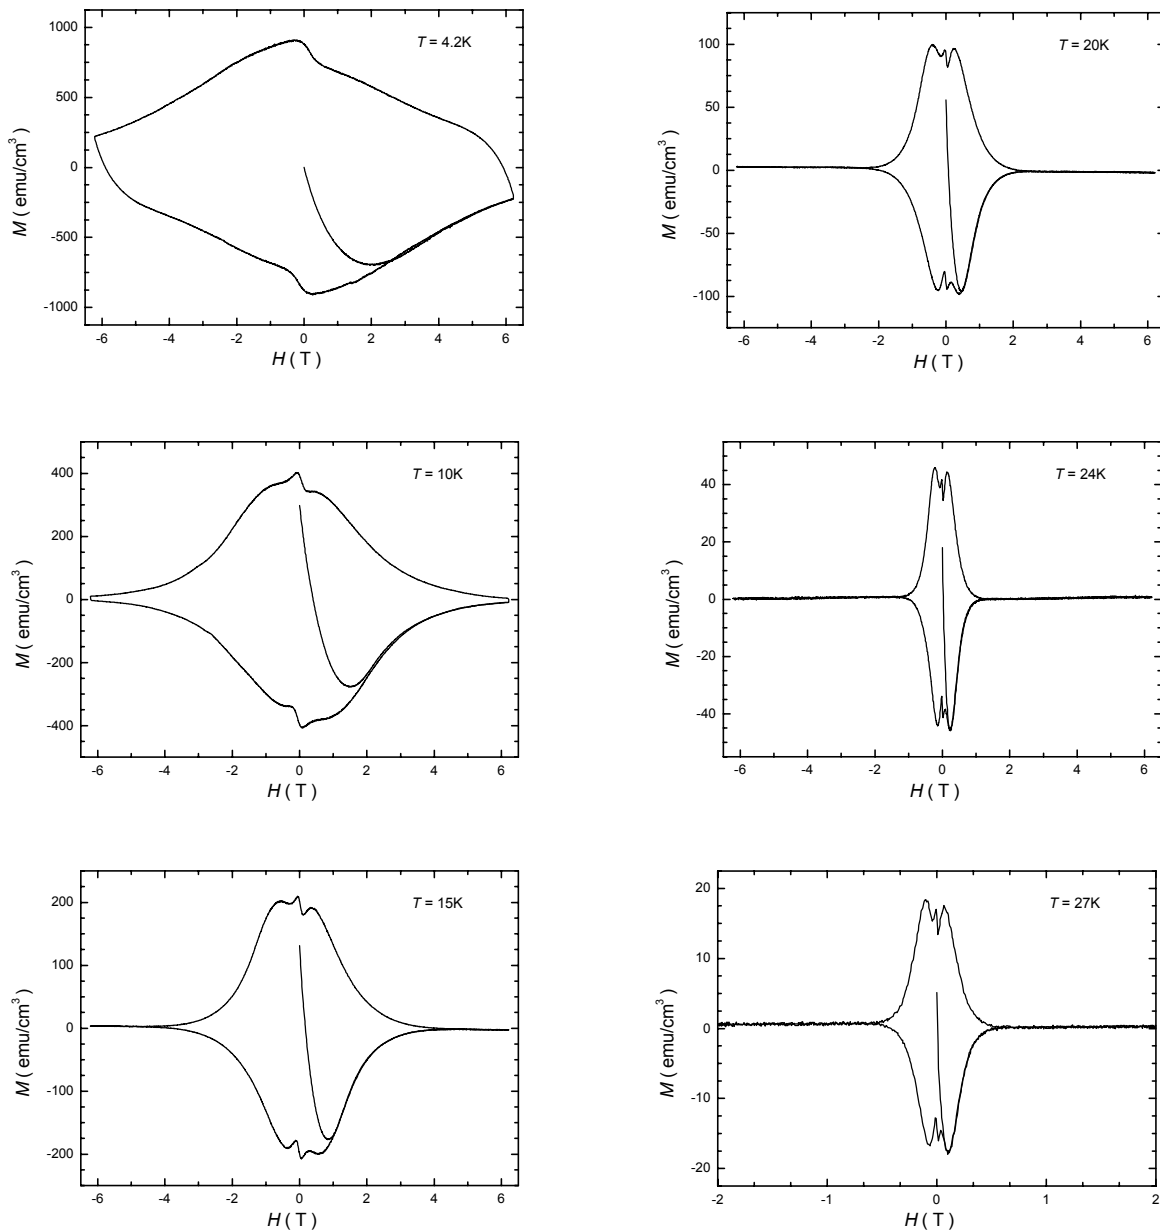 T = 4.2K
1000
500
0
-500
-1000
M ( emu/cm³ )
-6 -4 -2 0 2 4 6
H ( T )
T = 20K
100
50
0
-50
-100
M ( emu/cm³ )
-6 -4 -2 0 2 4 6
H ( T )
T = 10K
400
200
0
-200
-400
M ( emu/cm³ )
-6 -4 -2 0 2 4 6
H ( T )
T = 24K
40
20
0
-20
-40
M ( emu/cm³ )
-6 -4 -2 0 2 4 6
H ( T )
T = 15K
200
100
0
-100
-200
M ( emu/cm³ )
-6 -4 -2 0 2 4 6
H ( T )
T = 27K
20
10
0
-10
-20
M ( emu/cm³ )
-2 -1 0 1 2
H ( T )